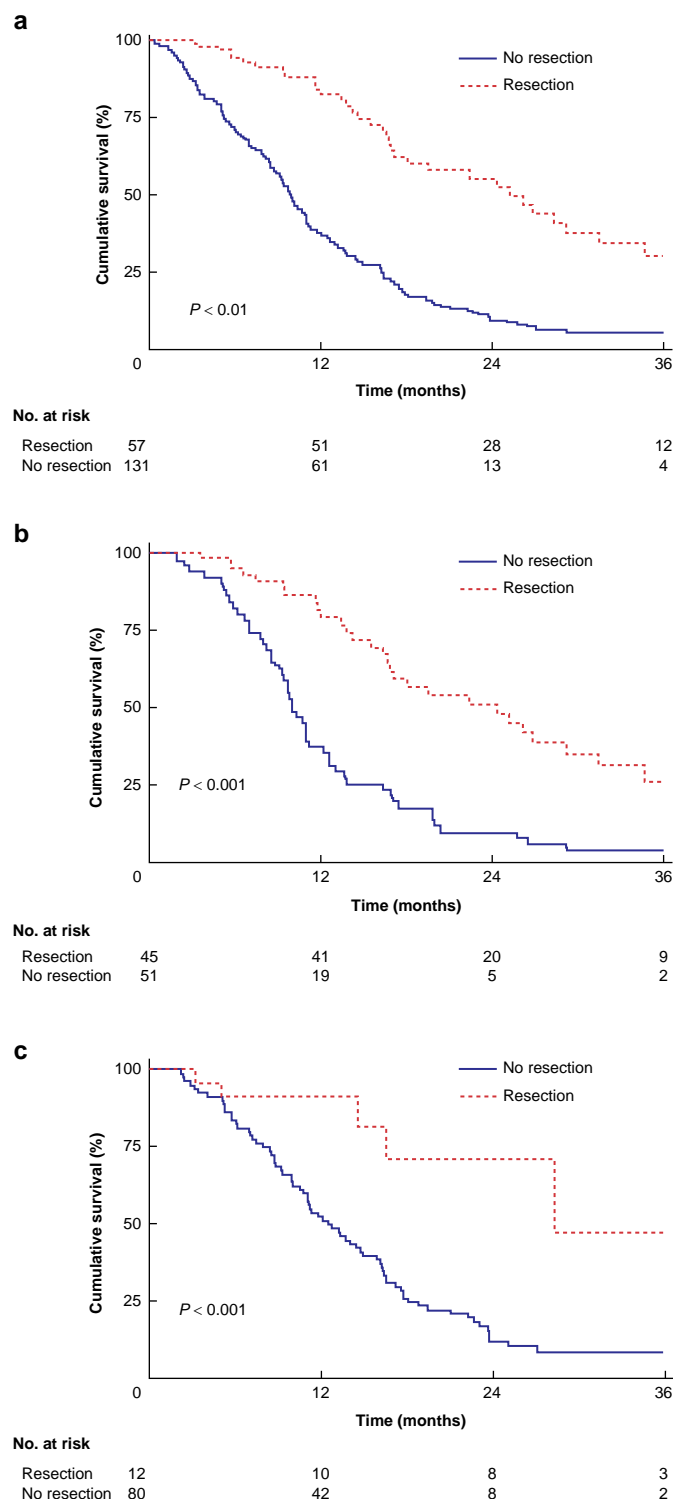 a
100
75
50
25
0
12
24
36
Cumulative survival (%)
No resection
Resection
P < 0.01
Time (months)
No. at risk
Resection 57 51 28 12
No resection 131 61 13 4
b
100
75
50
25
0
12
24
36
Cumulative survival (%)
No resection
Resection
P < 0.001
Time (months)
No. at risk
Resection 45 41 20 9
No resection 51 19 5 2
c
100
75
50
25
0
12
24
36
Cumulative survival (%)
No resection
Resection
P < 0.001
Time (months)
No. at risk
Resection 12 10 8 3
No resection 80 42 8 2